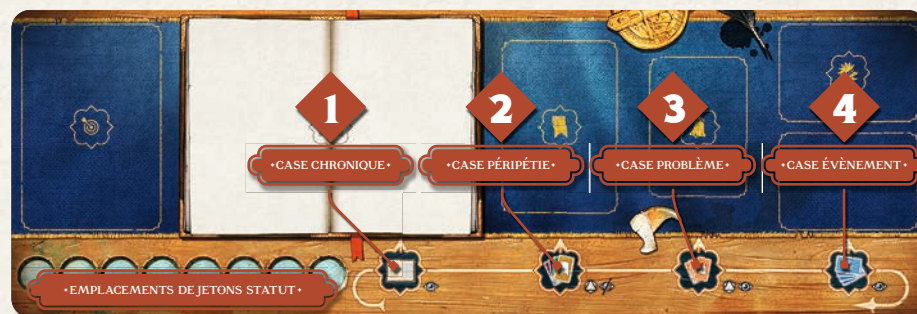 1
2
3
4
•CASE CHRONIQUE•
•CASE PÉRIPÉTIE•
•CASE PROBLÈME•
•CASE ÉVÈNEMENT•
•EMPLACEMENTS DE JETONS STATUT•